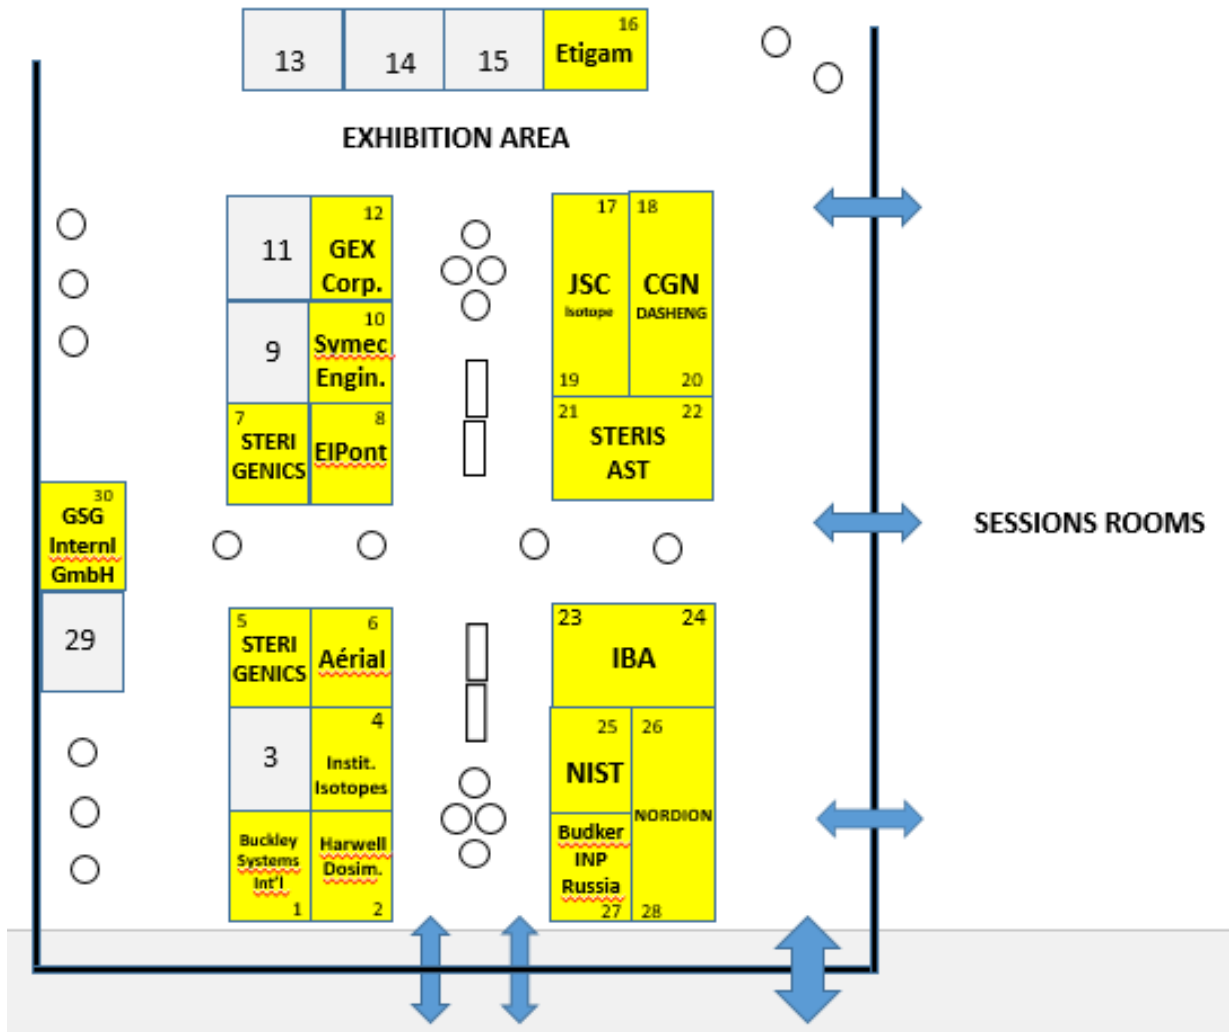 16
Etigam
13
14
15
EXHIBITION AREA
12
11
GEX
Corp.
10
9
Symec
Engin.
7
8
STERI
GENICS
ElPont
17
18
JSC
Isotope
CGN
DASHENG
19
20
21
22
STERIS
AST
30
GSG
Internl
GmbH
29
SESSIONS ROOMS
5
STERI
GENICS
6
Aérial
3
4
Instit.
Isotopes
Buckley
Systems
Int'l
1
Harwell
Dosim.
2
23
24
IBA
25
NIST
26
NORDION
28
Budker
INP
Russia
27